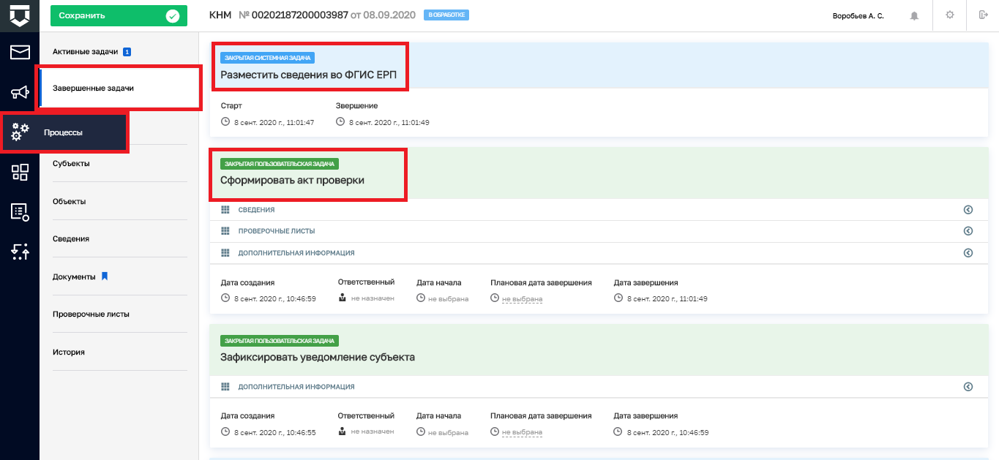 Сохранить
КНМ № 00202187200003987 от 08.09.2020 В ОБРАБОТКЕ
Воробьев А. С.
Активные задачи 1
Завершенные задачи
Процессы
Субъекты
Объекты
Сведения
Документы
Проверочные листы
История
ЗАКРЫТАЯ СИСТЕМНАЯ ЗАДАЧА
Разместить сведения во ФГИС ЕРП
Старт Звершение
8 сент. 2020 г., 11:01:47 8 сент. 2020 г., 11:01:49
ЗАКРЫТАЯ ПОЛЬЗОВАТЕЛЬСКАЯ ЗАДАЧА
Сформировать акт проверки
СВЕДЕНИЯ
ПРОВЕРОЧНЫЕ ЛИСТЫ
ДОПОЛНИТЕЛЬНАЯ ИНФОРМАЦИЯ
Дата создания Ответственный Дата начала Плановая дата завершения Дата завершения
8 сент. 2020 г., 10:46:59 не назначен не выбрана не выбрана 8 сент. 2020 г., 11:01:49
ЗАКРЫТАЯ ПОЛЬЗОВАТЕЛЬСКАЯ ЗАДАЧА
Зафиксировать уведомление субъекта
ДОПОЛНИТЕЛЬНАЯ ИНФОРМАЦИЯ
Дата создания Ответственный Дата начала Плановая дата завершения Дата завершения
8 сент. 2020 г., 10:46:55 не назначен не выбрана не выбрана 8 сент. 2020 г., 10:46:59